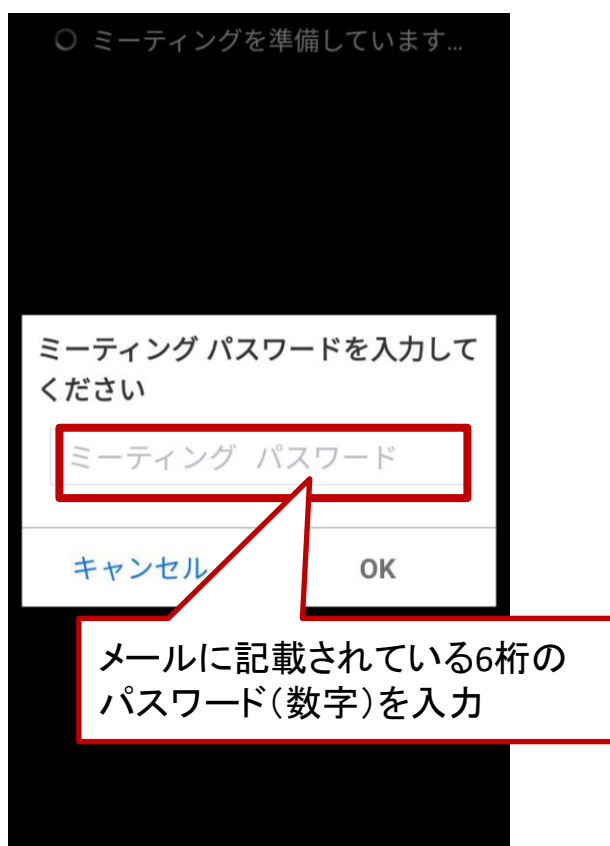 ミーティングを準備しています...
ミーティング パスワードを入力して
ください
ミーティング パスワード
キャンセル
OK
メールに記載されている6桁の
パスワード（数字）を入力